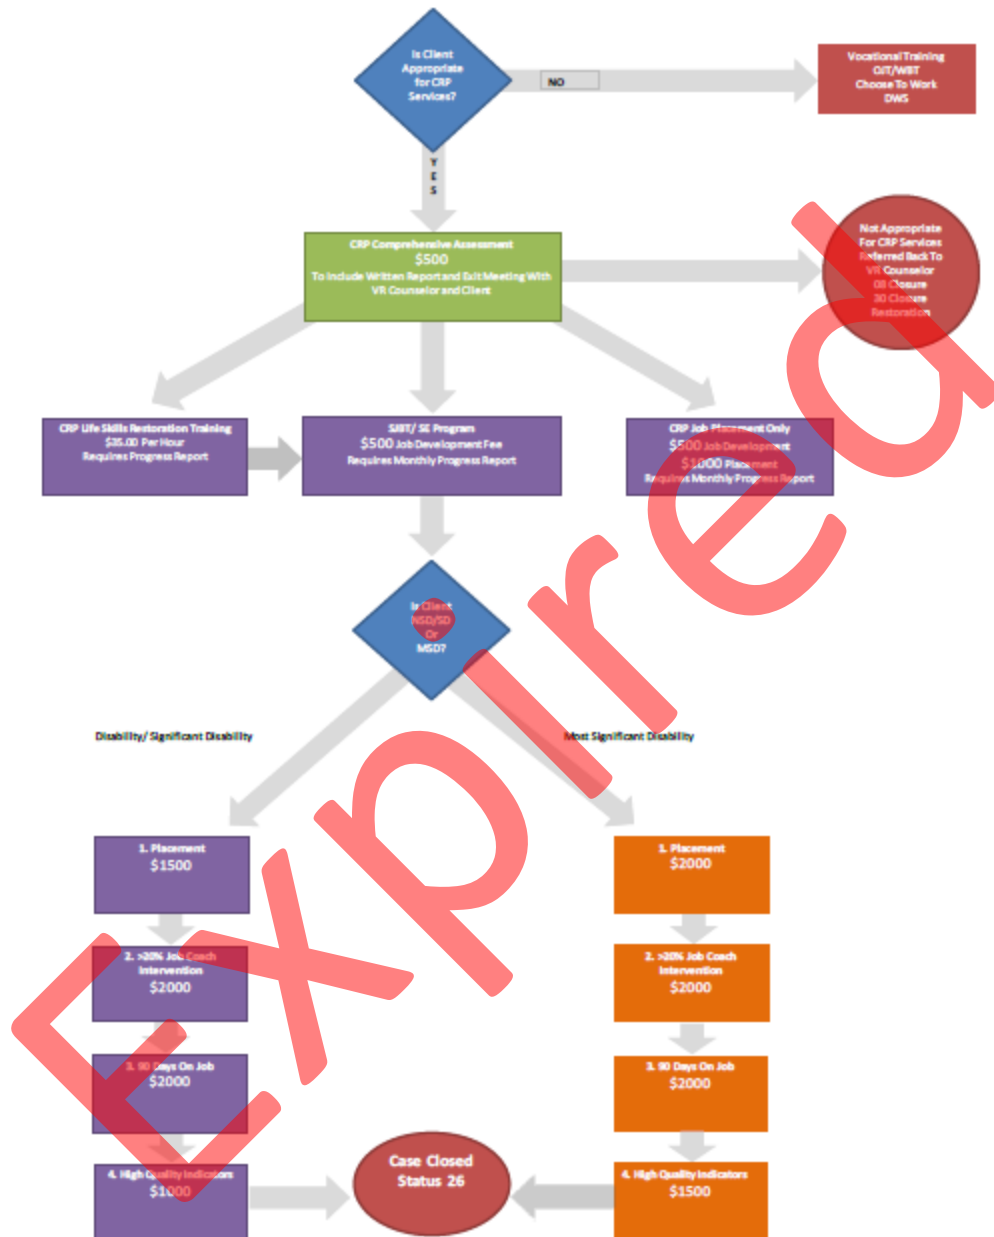 Is Client
Appropriate
for CRP
Services?
NO
Vocational Training
OJT/WBT
Choose To Work
DWS
Y
E
S
CRP Comprehensive Assessment
$500
To Include Written Report and Exit Meeting With
VR Counselor and Client
Not Appropriate
For CRP Services
Referred Back To
VR Counselor
08 Closure
30 Closure
Restoration
CRP Life Skills Restoration Training
$35.00 Per Hour
Requires Progress Report
SJBT/ SE Program
$500 Job Development Fee
Requires Monthly Progress Report
CRP Job Placement Only
$500 Job Development
$1000 Placement
Requires Monthly Progress Report
Is Client
NSD/SD
Or
MSD?
Disability/ Significant Disability
Most Significant Disability
1. Placement
$1500
1. Placement
$2000
2. >20% Job Coach
Intervention
$2000
2. >20% Job Coach
Intervention
$2000
3. 90 Days On Job
$2000
3. 90 Days On Job
$2000
4. High Quality Indicators
$1000
Case Closed
Status 26
4. High Quality Indicators
$1500
Expired